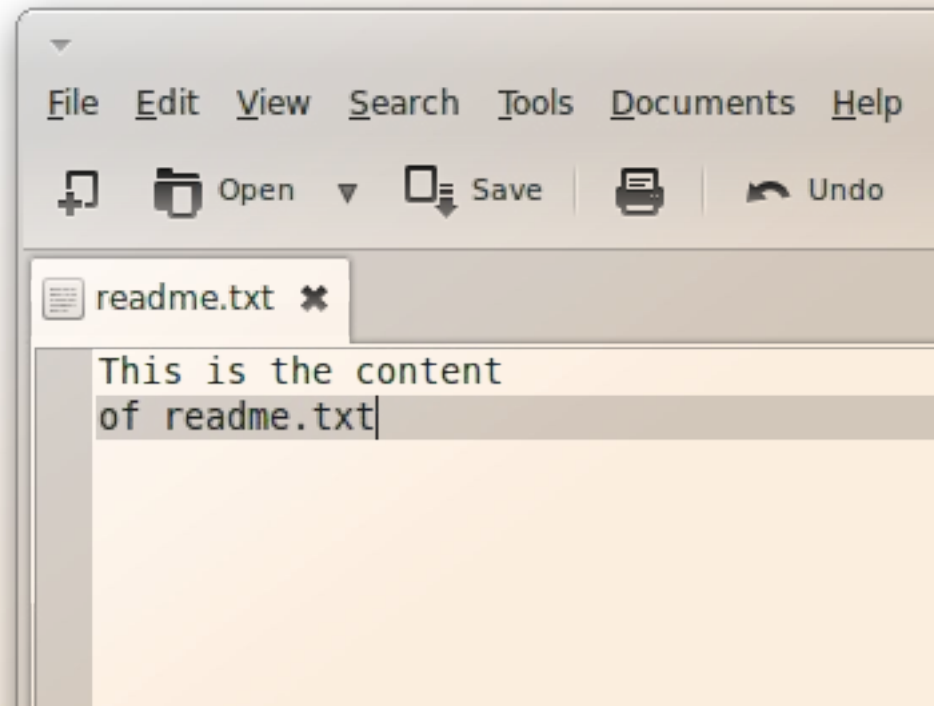 File Edit View Search Tools Documents Help
Open Save Undo
readme.txt
This is the content
of readme.txt